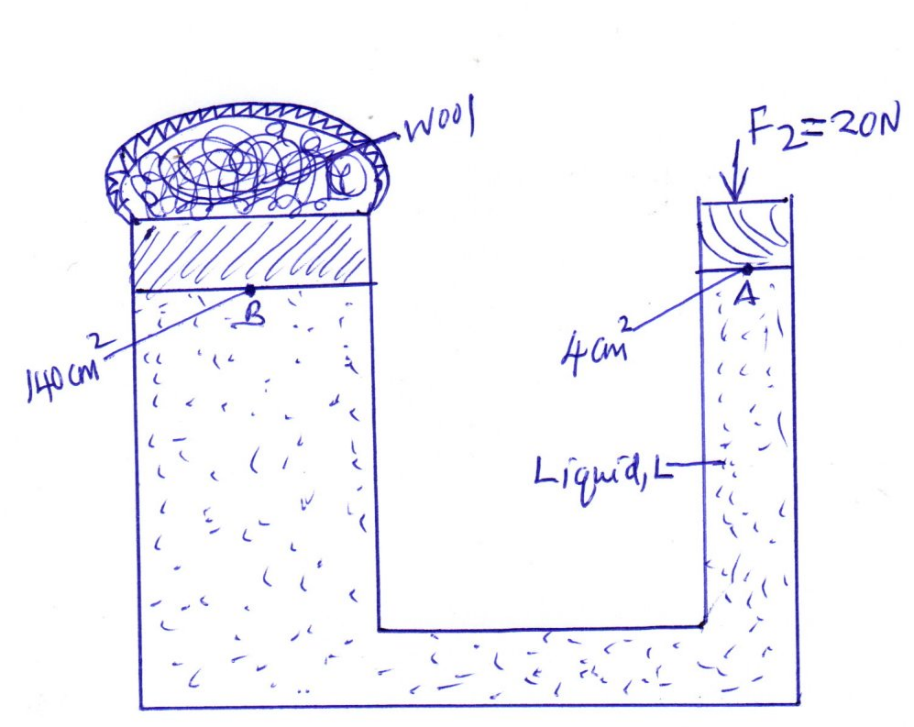 Wool
F₂=20N
B
A
140cm²
4cm²
Liquid, L